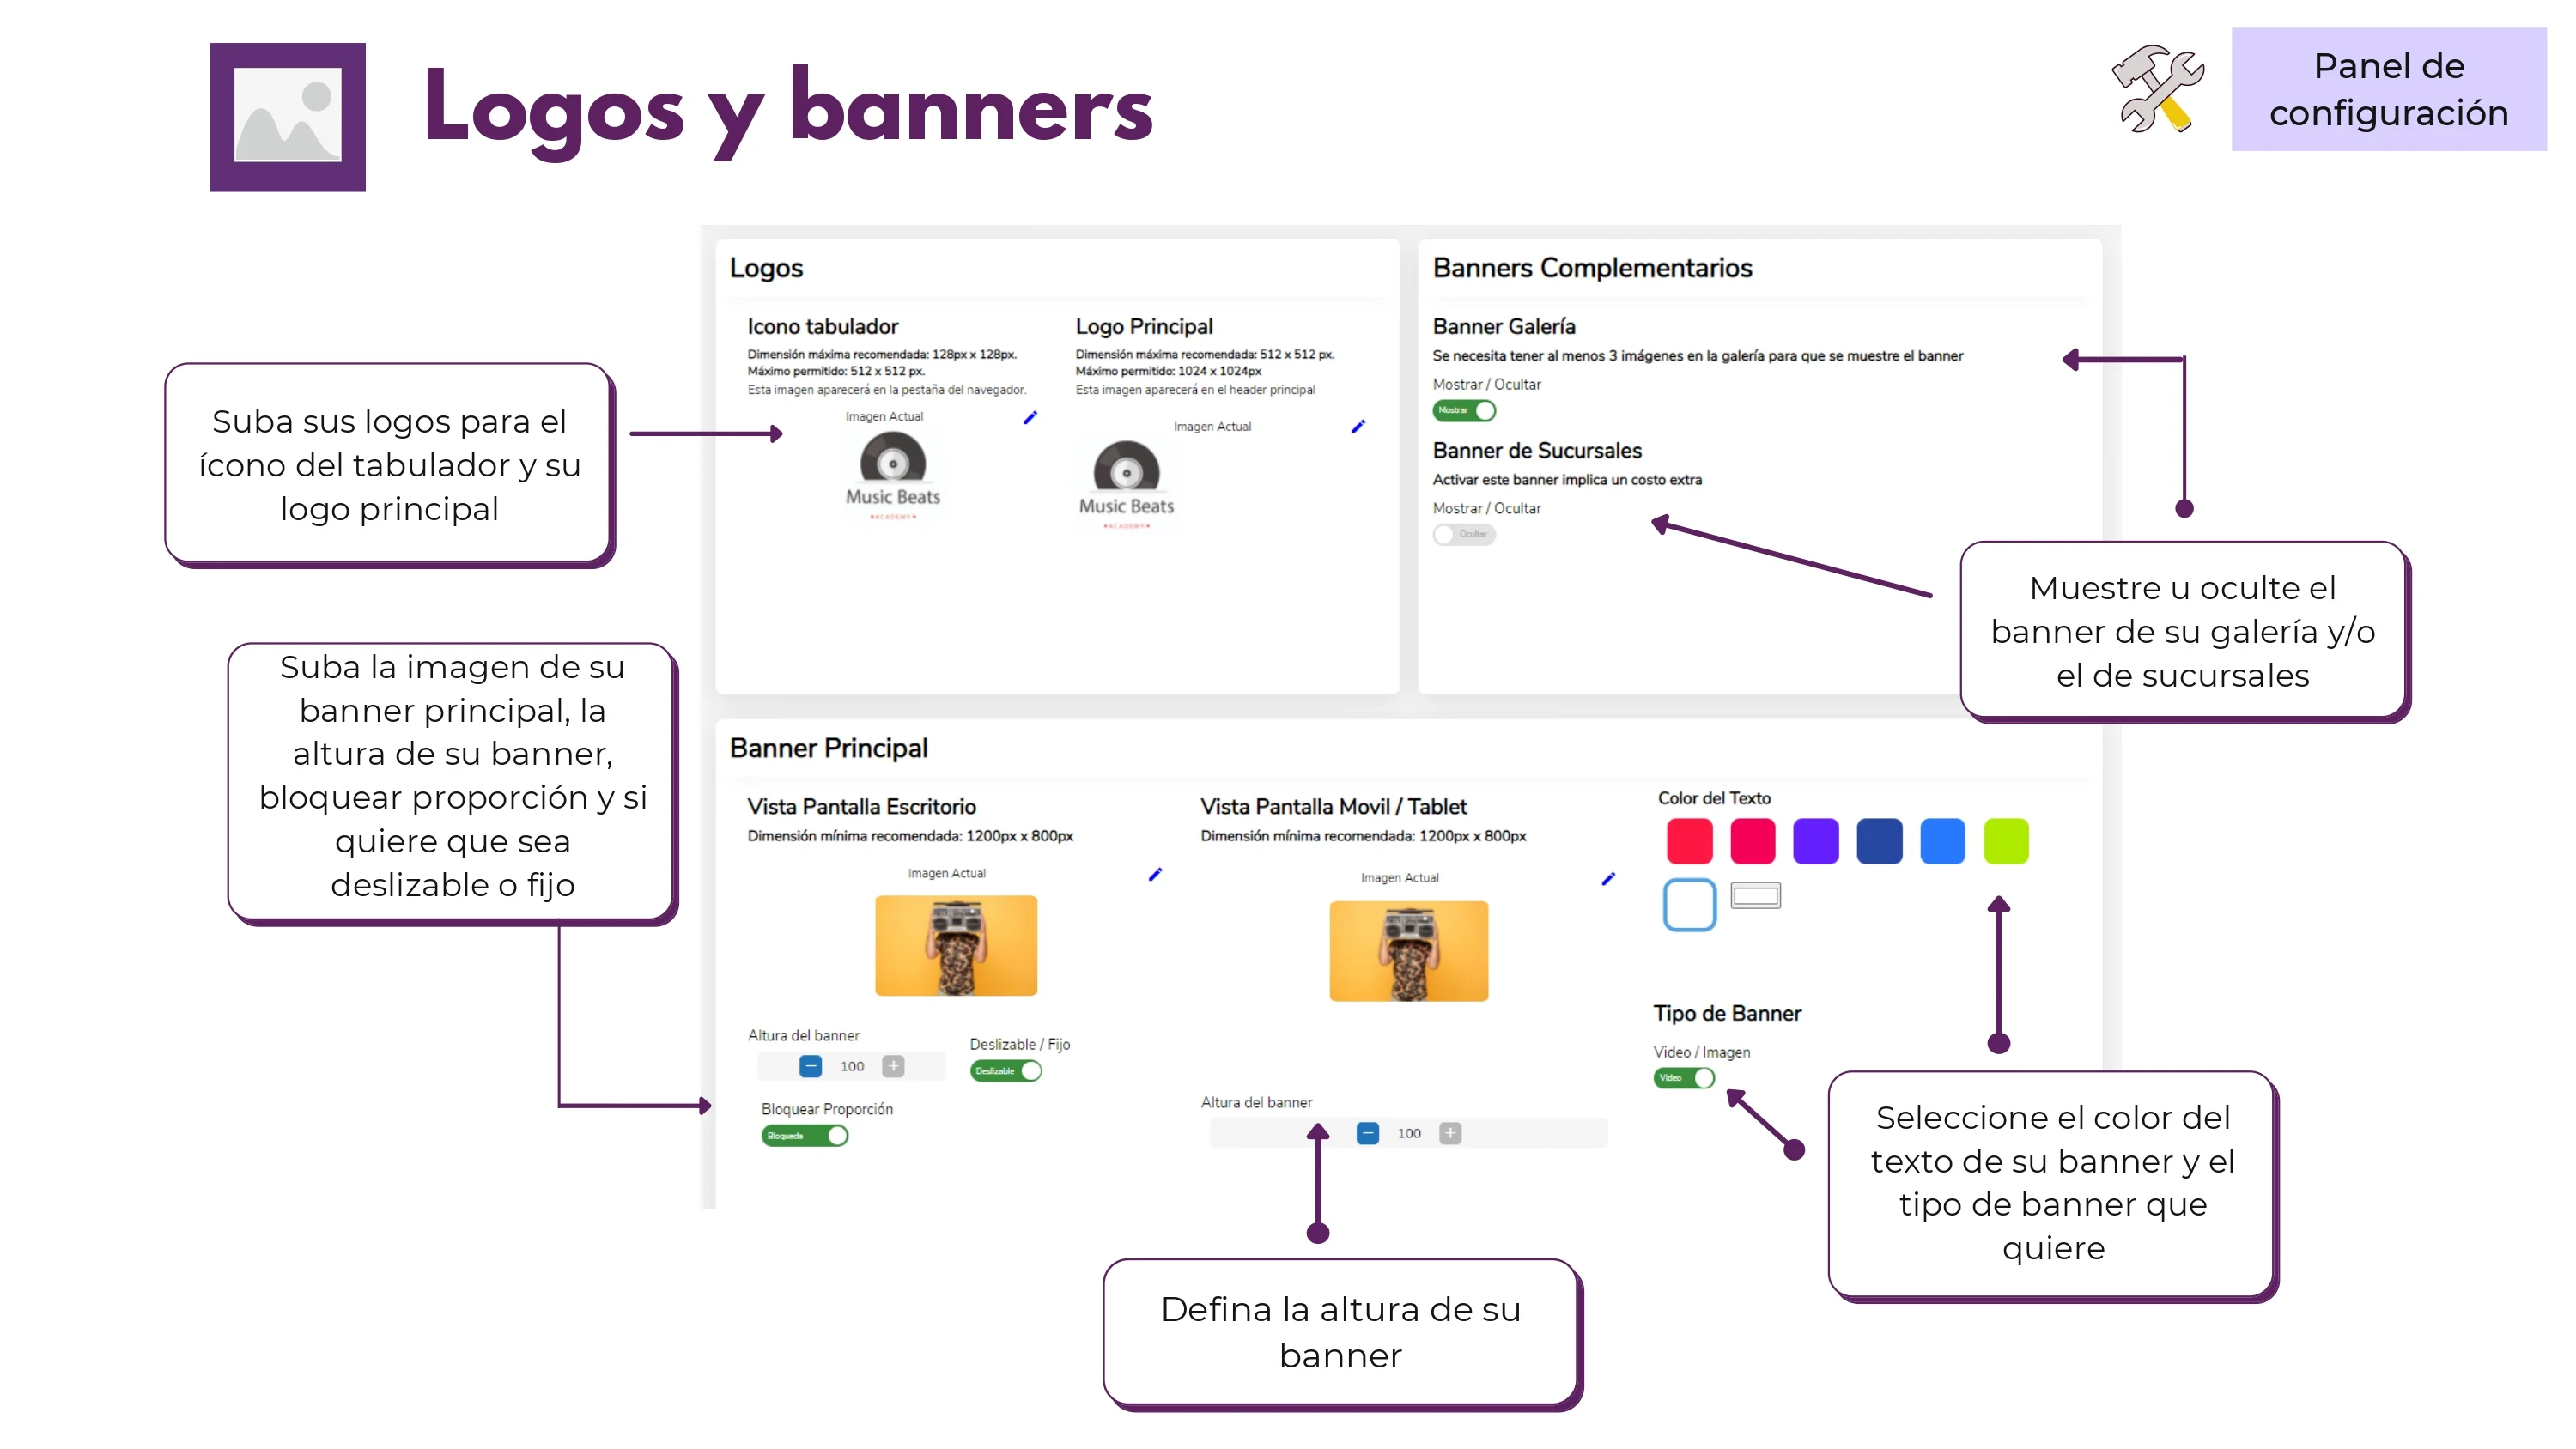 Logos y banners
Panel de
configuración
Logos
Icono tabulador
Dimensión máxima recomendada: 128px x 128px.
Máximo permitido: 512 x 512 px.
Esta imagen aparecerá en la pestaña del navegador.
Imagen Actual
Music Beats
•ACADEMY•
Logo Principal
Dimensión máxima recomendada: 512 x 512 px.
Máximo permitido: 1024 x 1024px
Esta imagen aparecerá en el header principal
Imagen Actual
Music Beats
•ACADEMY•
Banners Complementarios
Banner Galería
Se necesita tener al menos 3 imágenes en la galería para que se muestre el banner
Mostrar / Ocultar
Mostrar
Banner de Sucursales
Activar este banner implica un costo extra
Mostrar / Ocultar
Ocultar
Suba sus logos para el
ícono del tabulador y su
logo principal
Muestre u oculte el
banner de su galería y/o
el de sucursales
Suba la imagen de su
banner principal, la
altura de su banner,
bloquear proporción y si
quiere que sea
deslizable o fijo
Banner Principal
Vista Pantalla Escritorio
Dimensión mínima recomendada: 1200px x 800px
Imagen Actual
Altura del banner
− 100 +
Deslizable / Fijo
Deslizable
Bloquear Proporción
Bloqueda
Vista Pantalla Movil / Tablet
Dimensión mínima recomendada: 1200px x 800px
Imagen Actual
Altura del banner
− 100 +
Color del Texto
Tipo de Banner
Video / Imagen
Video
Seleccione el color del
texto de su banner y el
tipo de banner que
quiere
Defina la altura de su
banner